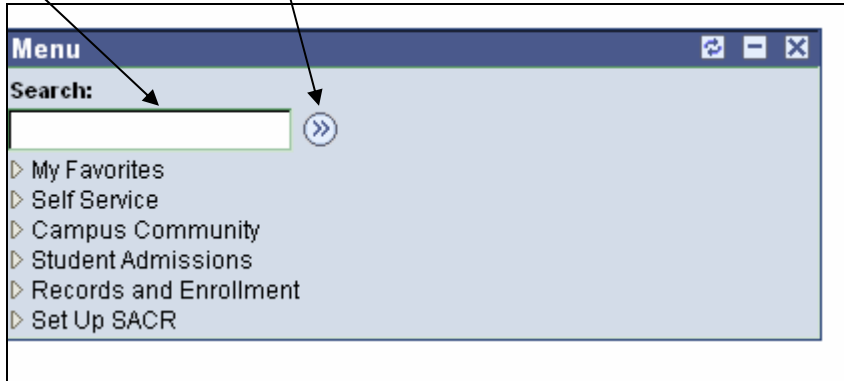 Menu
Search:
My Favorites
Self Service
Campus Community
Student Admissions
Records and Enrollment
Set Up SACR